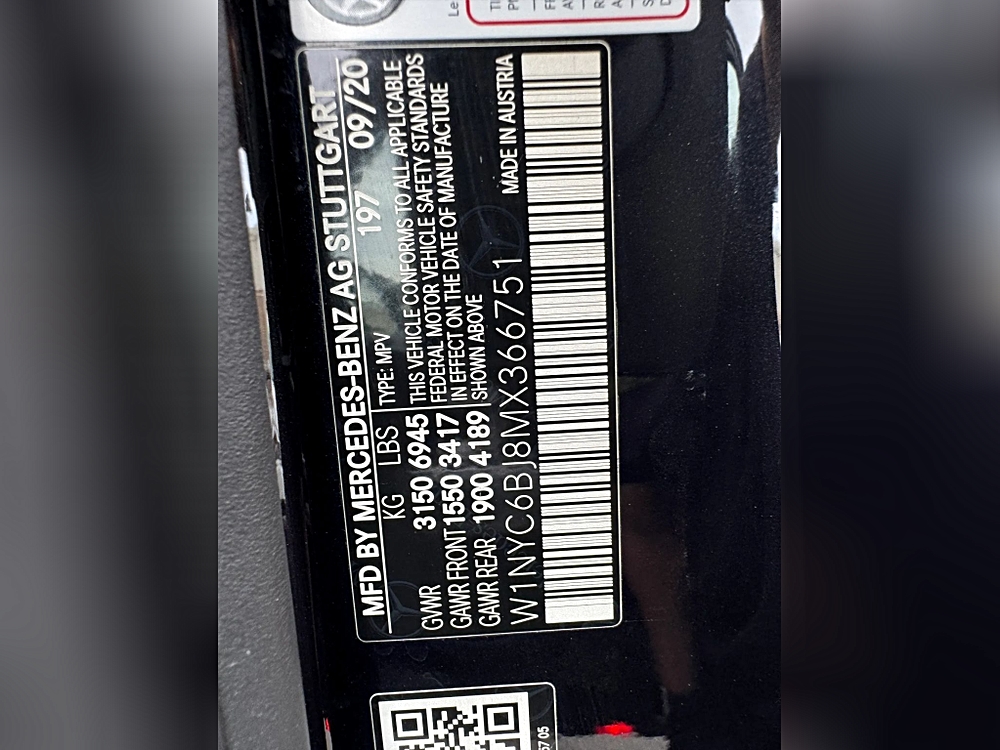 MFD BY MERCEDES-BENZ AG STUTTGART
197 09/20
KG LBS
GVWR 3150 6945
GAWR FRONT 1550 3417
GAWR REAR 1900 4189
TYPE: MPV
THIS VEHICLE CONFORMS TO ALL APPLICABLE
FEDERAL MOTOR VEHICLE SAFETY STANDARDS
IN EFFECT ON THE DATE OF MANUFACTURE
SHOWN ABOVE
W1NYC6BJ8MX366751
MADE IN AUSTRIA
Le